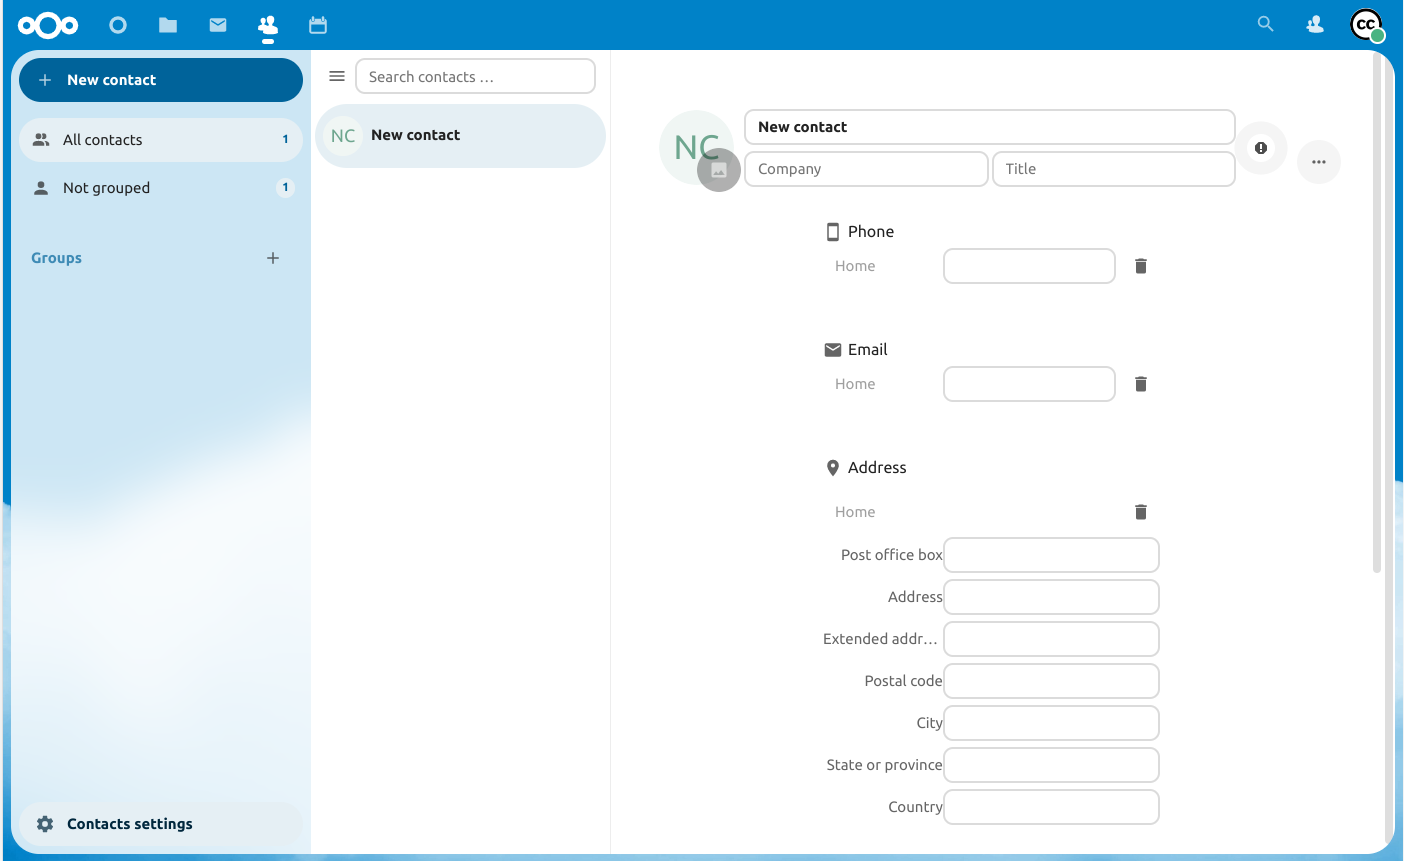 CC
New contact
All contacts 1
Not grouped 1
Groups
Contacts settings
Search contacts …
NC New contact
NC
New contact
Company
Title
Phone
Home
Email
Home
Address
Home
Post office box
Address
Extended addr…
Postal code
City
State or province
Country